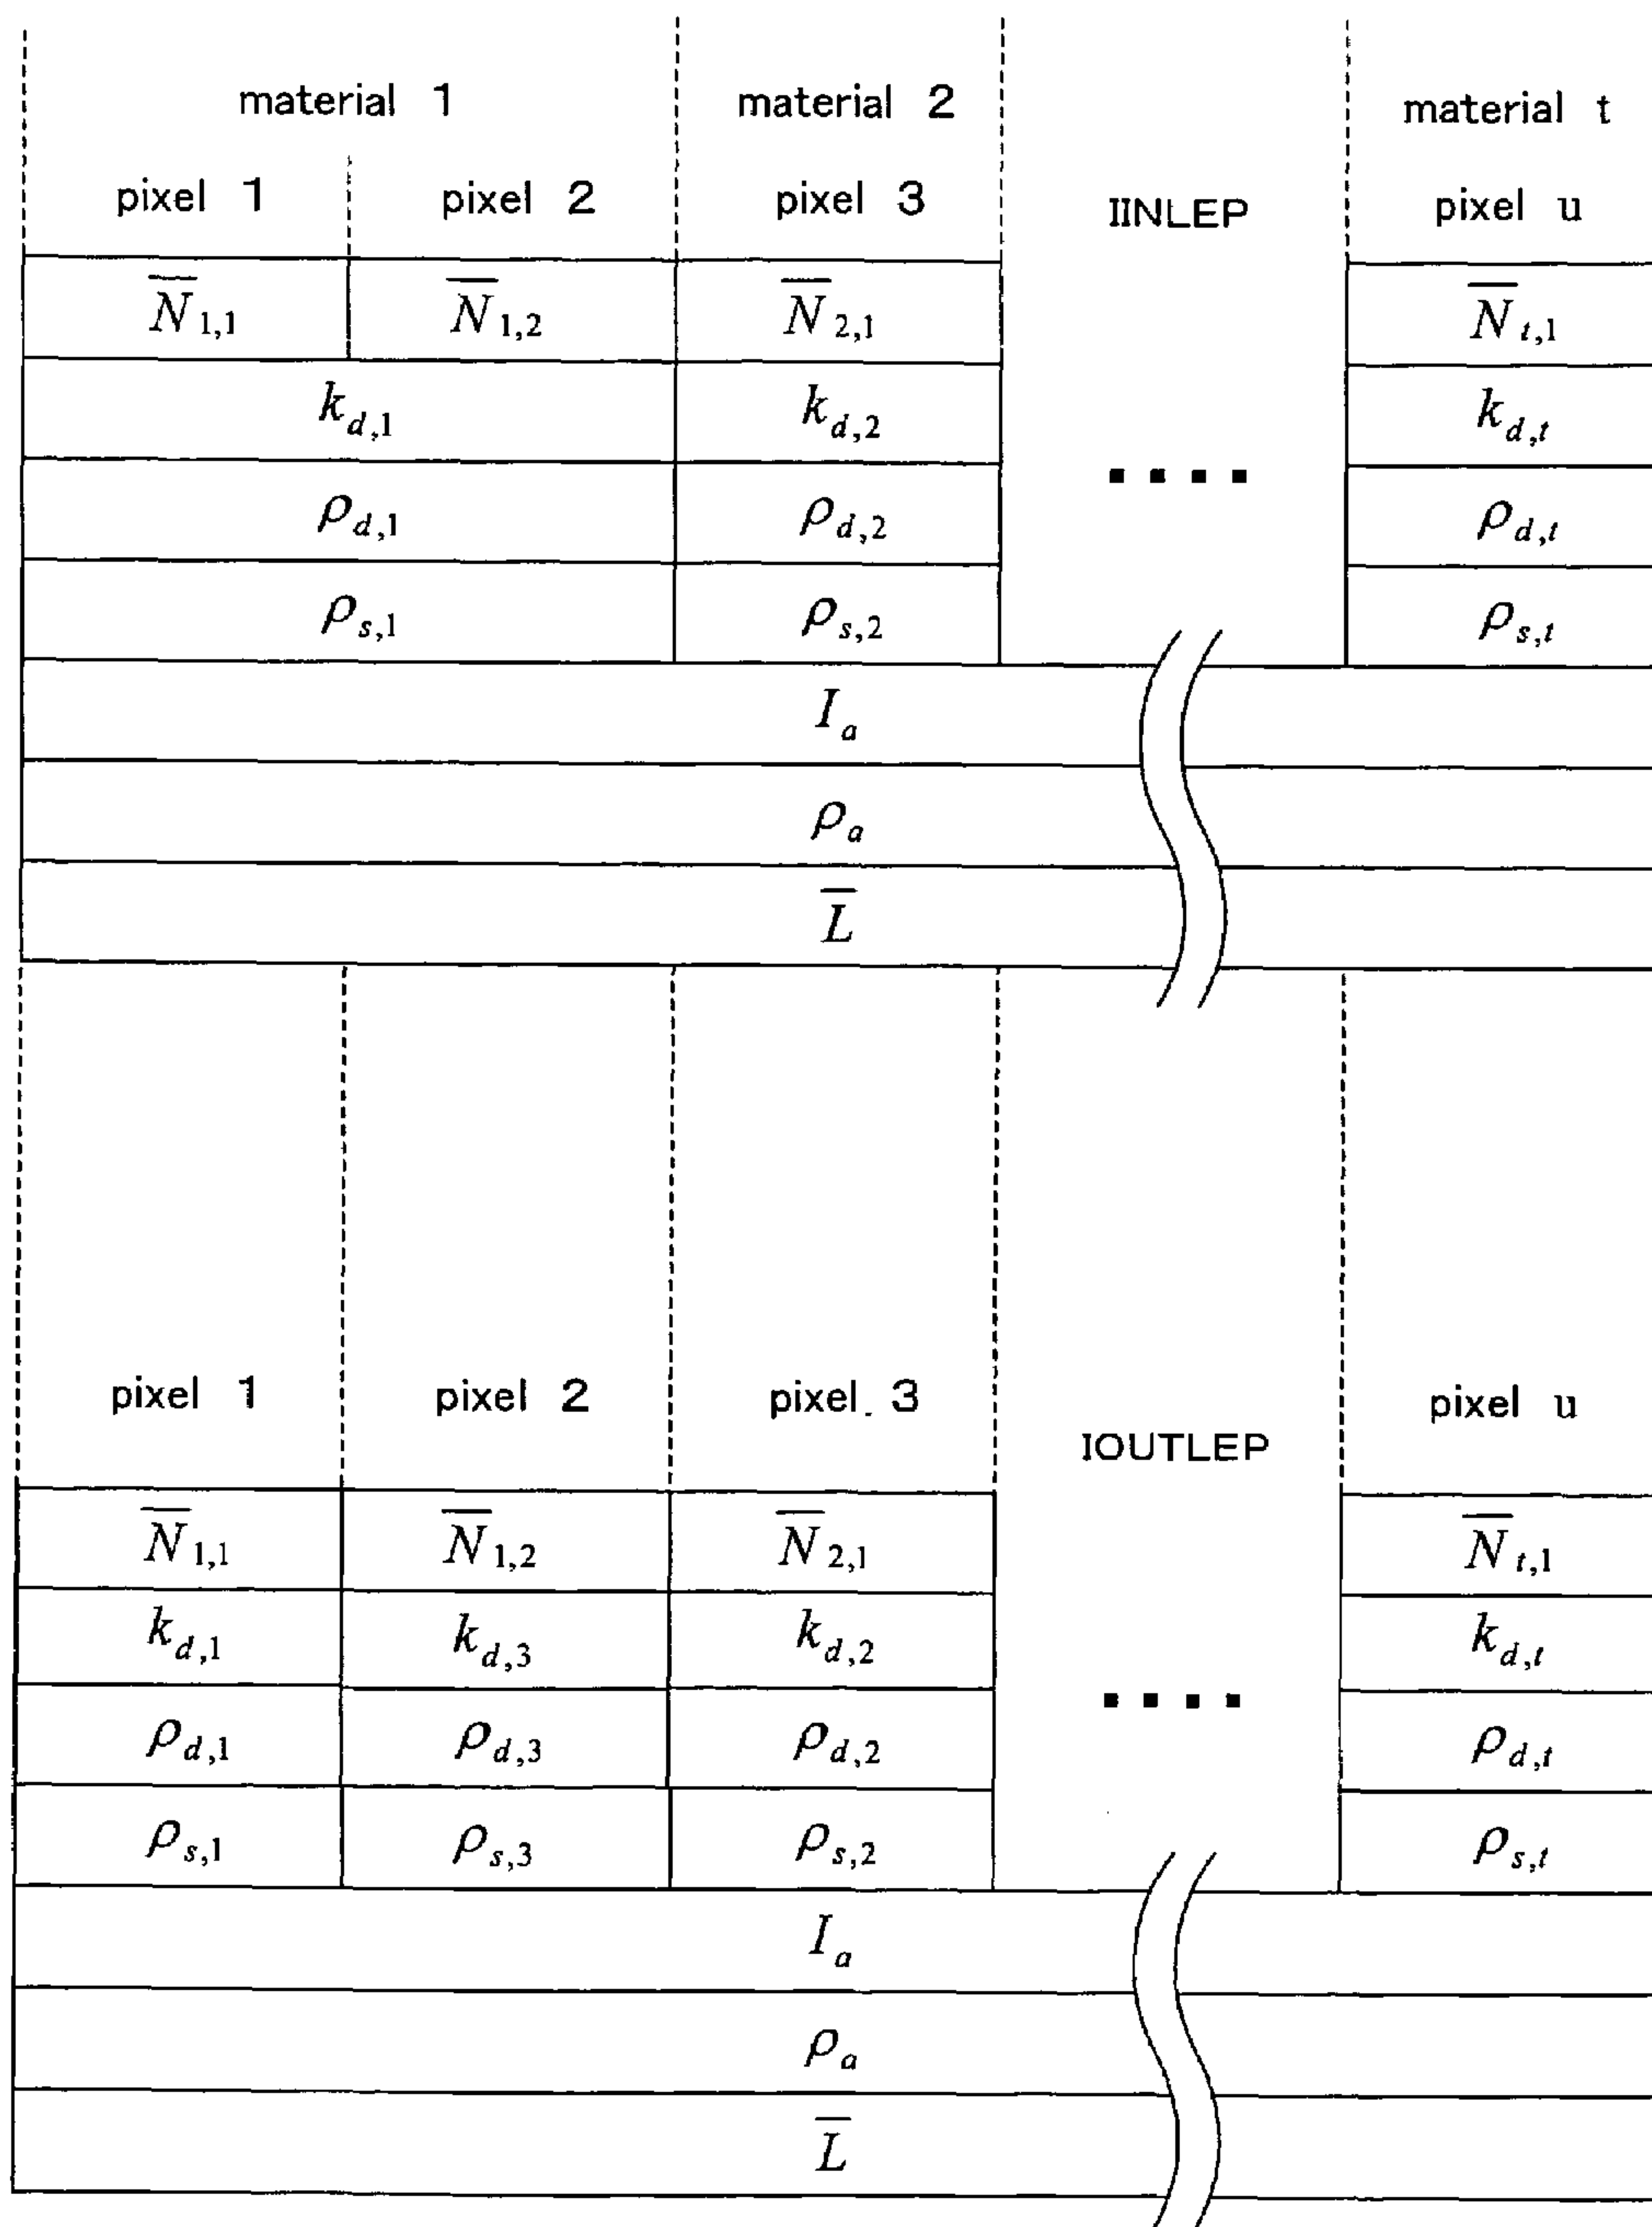 material 1 material 2 material t
pixel 1 pixel 2 pixel 3 IINLEP pixel u
N̅1,1 N̅1,2 N̅2,1 N̅t,1
kd,1 kd,2 kd,t
ρd,1 ρd,2 ρd,t
ρs,1 ρs,2 ρs,t
Ia
ρa
L̅
pixel 1 pixel 2 pixel. 3 IOUTLEP pixel u
N̅1,1 N̅1,2 N̅2,1 N̅t,1
kd,1 kd,3 kd,2 kd,t
ρd,1 ρd,3 ρd,2 ρd,t
ρs,1 ρs,3 ρs,2 ρs,t
Ia
ρa
L̅